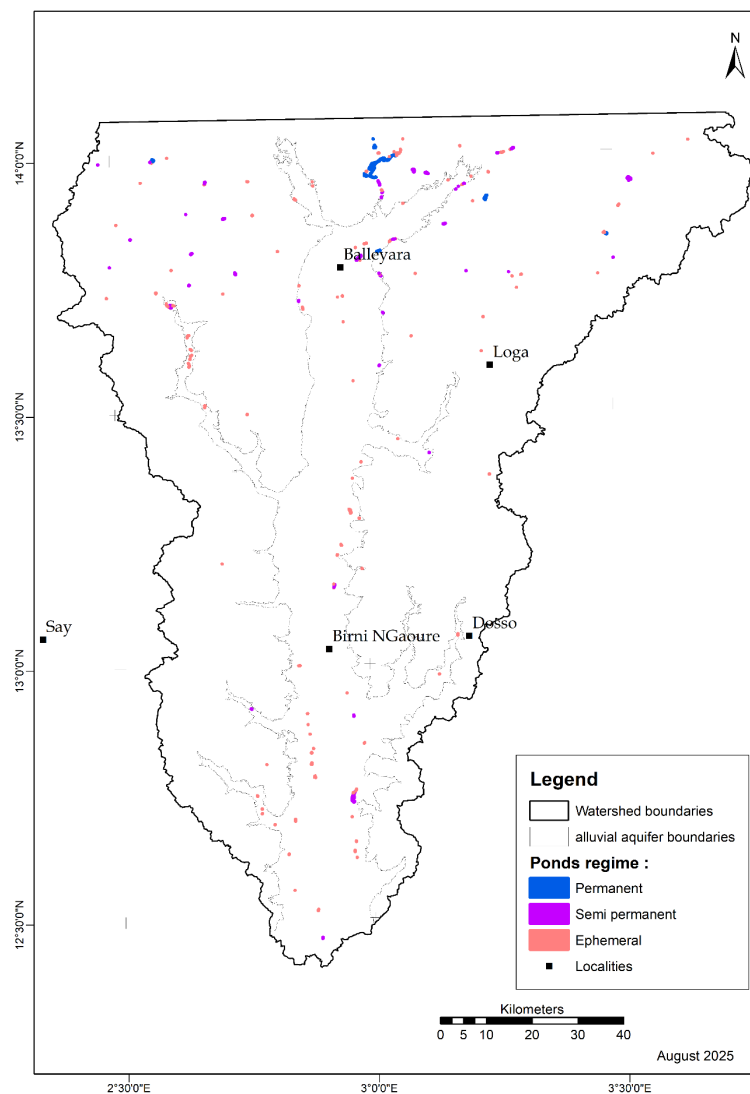 N
14°0'0"N
Balleyara
Loga
13°30'0"N
Say
Birni NGaoure
Dosso
13°0'0"N
12°30'0"N
Legend
Watershed boundaries
alluvial aquifer boundaries
Ponds regime :
Permanent
Semi permanent
Ephemeral
Localities
Kilometers
0 5 10 20 30 40
August 2025
2°30'0"E 3°0'0"E 3°30'0"E